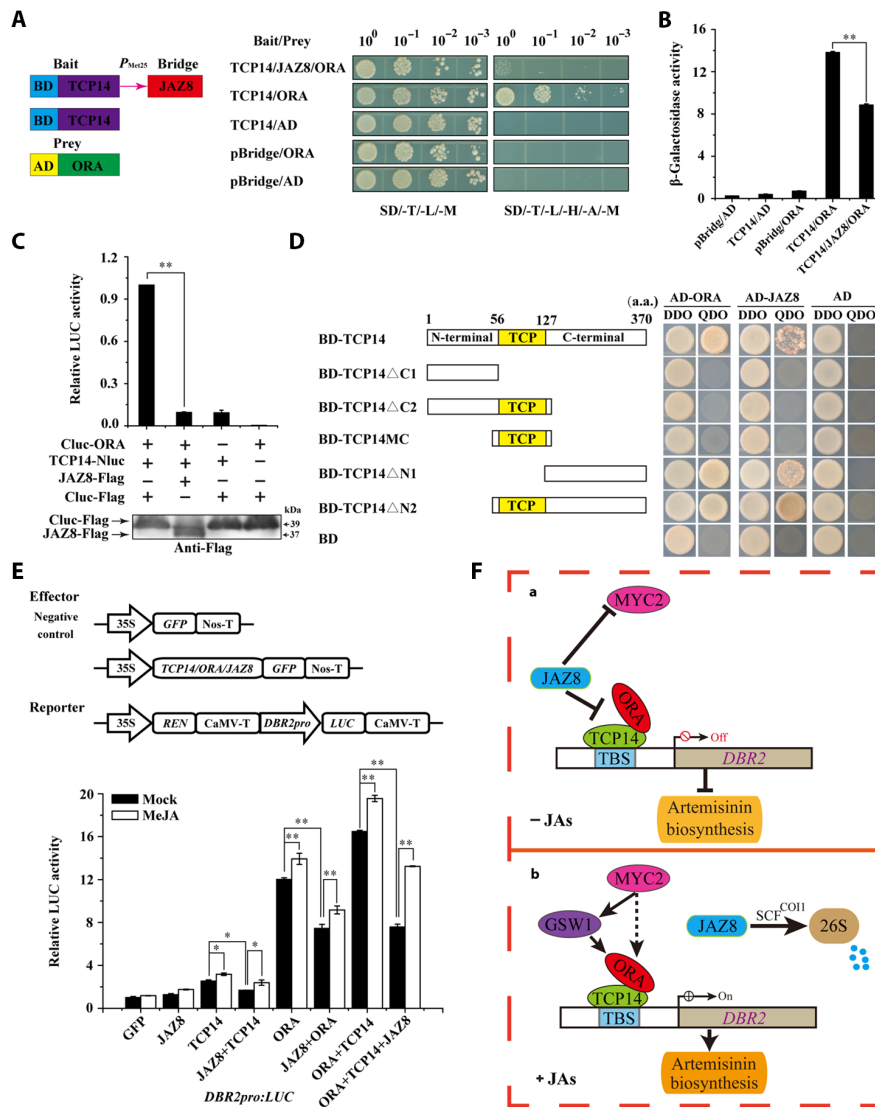 A
Bait
PMet25
Bridge
BD TCP14
JAZ8
BD TCP14
Prey
AD ORA
Bait/Prey
10^0 10^-1 10^-2 10^-3 10^0 10^-1 10^-2 10^-3
TCP14/JAZ8/ORA
TCP14/ORA
TCP14/AD
pBridge/ORA
pBridge/AD
SD/-T/-L/-M
SD/-T/-L/-H/-A/-M
B
β-Galactosidase activity
16
12
8
4
0
**
pBridg/AD
TCP14/AD
pBridg/ORA
TCP14/ORA
TCP14/JAZ8/ORA
C
Relative LUC activity
1.2
0.9
0.6
0.3
0.0
**
Cluc-ORA + + − +
TCP14-Nluc + + + −
JAZ8-Flag − + − −
Cluc-Flag + − + +
kDa
Cluc-Flag
39
JAZ8-Flag
37
Anti-Flag
D
(a.a.)
1 56 127 370
BD-TCP14
N-terminal TCP C-terminal
BD-TCP14△C1
BD-TCP14△C2
TCP
BD-TCP14MC
TCP
BD-TCP14△N1
BD-TCP14△N2
TCP
BD
AD-ORA AD-JAZ8 AD
DDO QDO DDO QDO DDO QDO
E
Effector
Negative
control
35S GFP Nos-T
35S TCP14/ORA/JAZ8 GFP Nos-T
Reporter
35S REN CaMV-T DBR2pro LUC CaMV-T
Relative LUC activity
20
16
12
8
4
0
Mock
MeJA
* * *
** ** **
** ** **
GFP
JAZ8
TCP14
JAZ8+TCP14
ORA
JAZ8+ORA
ORA+TCP14
ORA+TCP14+JAZ8
DBR2pro:LUC
F
a
MYC2
JAZ8
ORA
TCP14
TBS
Off
DBR2
Artemisinin
biosynthesis
− JAs
b
MYC2
GSW1
JAZ8
SCF^COI1
26S
ORA
TCP14
TBS
On
DBR2
Artemisinin
biosynthesis
+ JAs